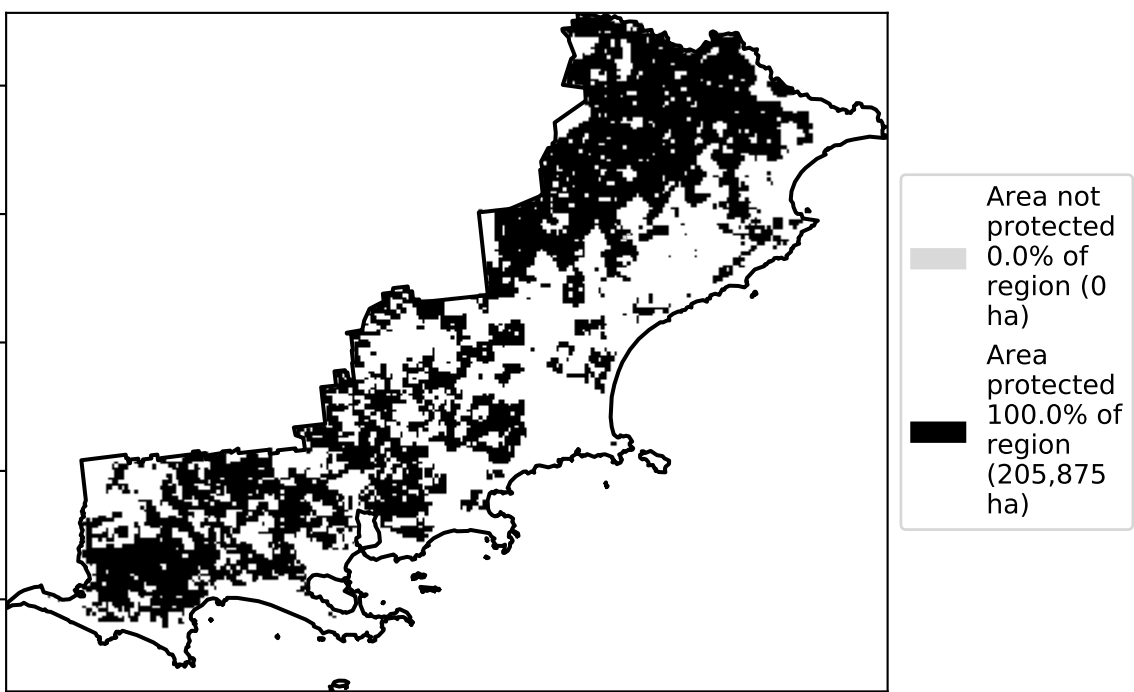 Area not
protected
0.0% of
region (0
ha)
Area
protected
100.0% of
region
(205,875
ha)